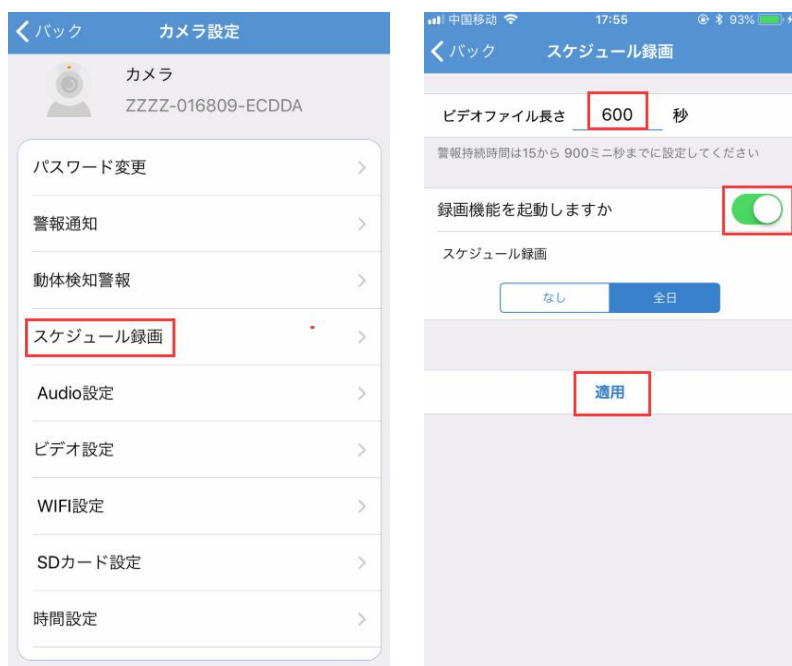 バック
カメラ設定
カメラ
ZZZZ-016809-ECDDA
パスワード変更
警報通知
動体検知警報
スケジュール録画
Audio設定
ビデオ設定
WIFI設定
SDカード設定
時間設定
中国移动 17:55 93%
バック
スケジュール録画
ビデオファイル長さ 600 秒
警報持続時間は15から 900ミニ秒までに設定してください
録画機能を起動しますか
スケジュール録画
なし 全日
適用